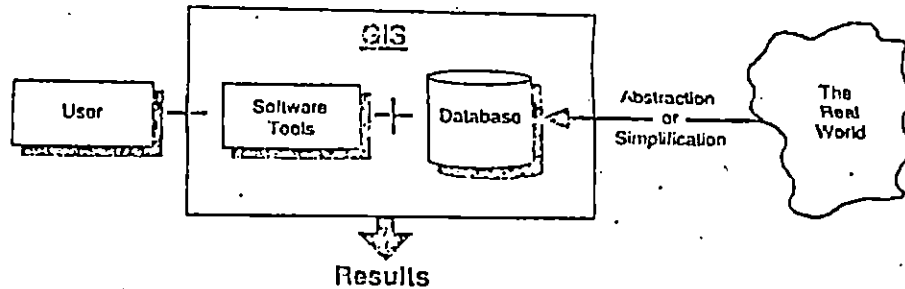 GIS
User
Software
Tools
Database
Abstraction
or
Simplification
The
Real
World
Results